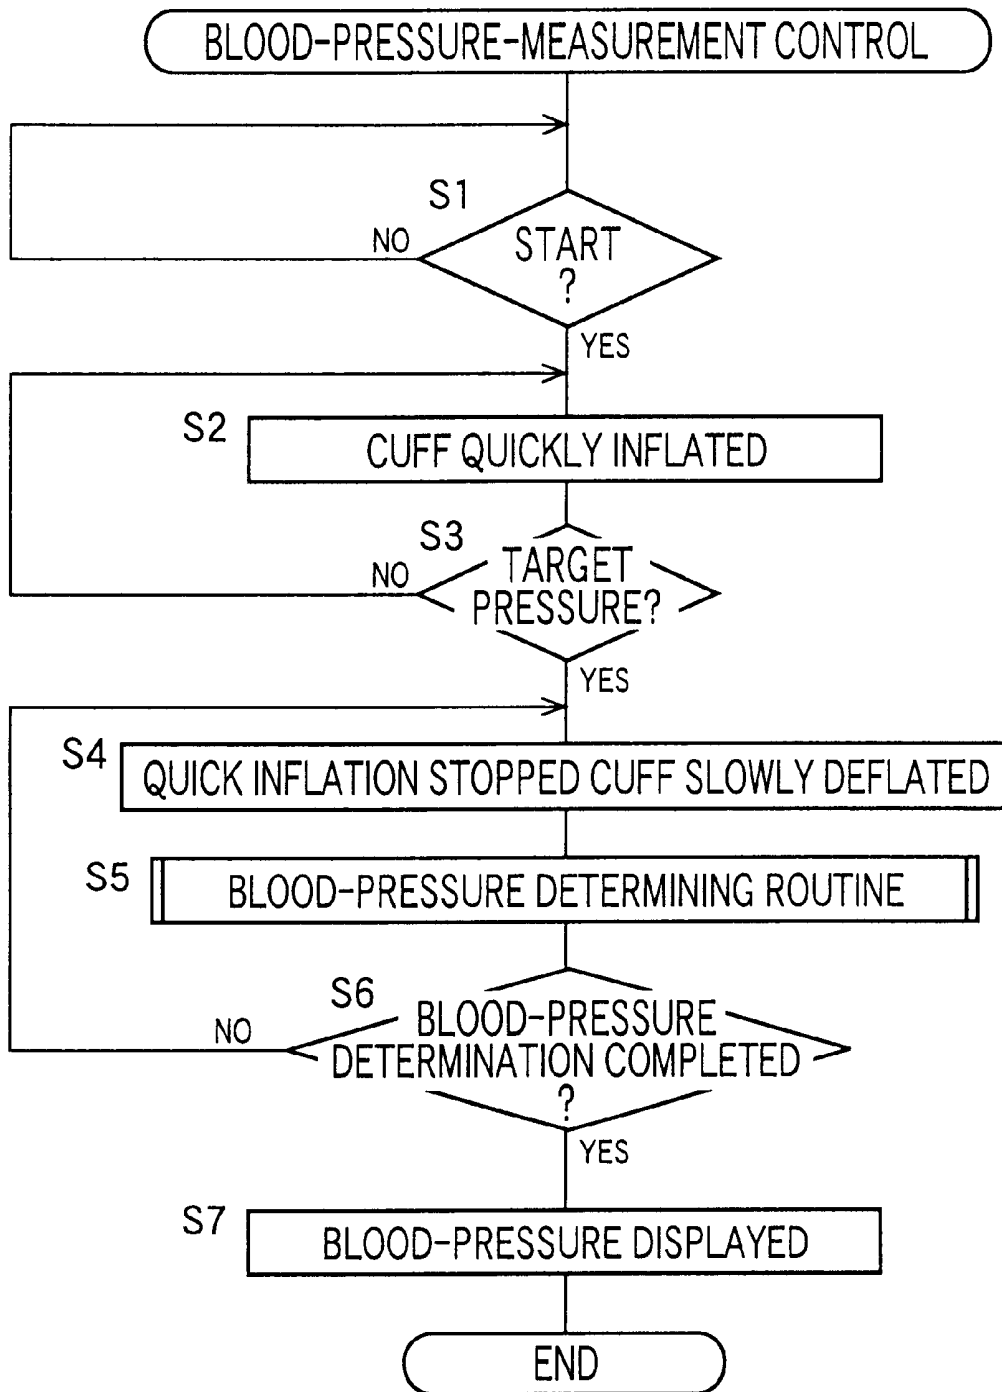 BLOOD-PRESSURE-MEASUREMENT CONTROL
S1
NO
START
?
YES
S2
CUFF QUICKLY INFLATED
S3
NO
TARGET
PRESSURE?
YES
S4
QUICK INFLATION STOPPED CUFF SLOWLY DEFLATED
S5
BLOOD-PRESSURE DETERMINING ROUTINE
S6
NO
BLOOD-PRESSURE
DETERMINATION COMPLETED
?
YES
S7
BLOOD-PRESSURE DISPLAYED
END